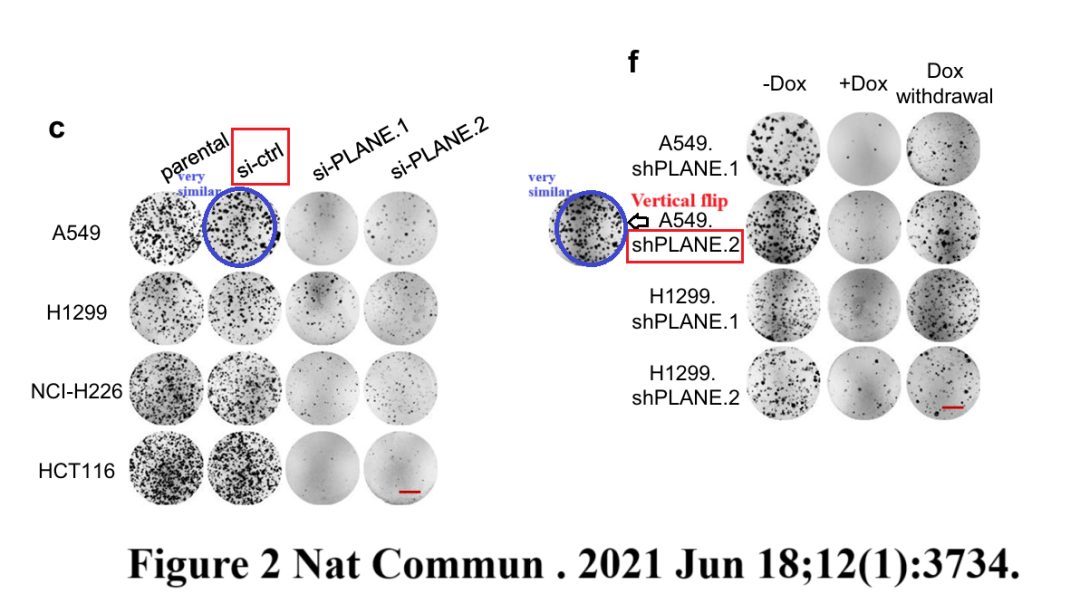 f
-Dox
+Dox
Dox
withdrawal
c
parental
si-ctrl
si-PLANE.1
si-PLANE.2
very
similar
A549
H1299
NCI-H226
HCT116
very
similar
A549.
shPLANE.1
Vertical flip
A549.
shPLANE.2
H1299.
shPLANE.1
H1299.
shPLANE.2
Figure 2 Nat Commun . 2021 Jun 18;12(1):3734.